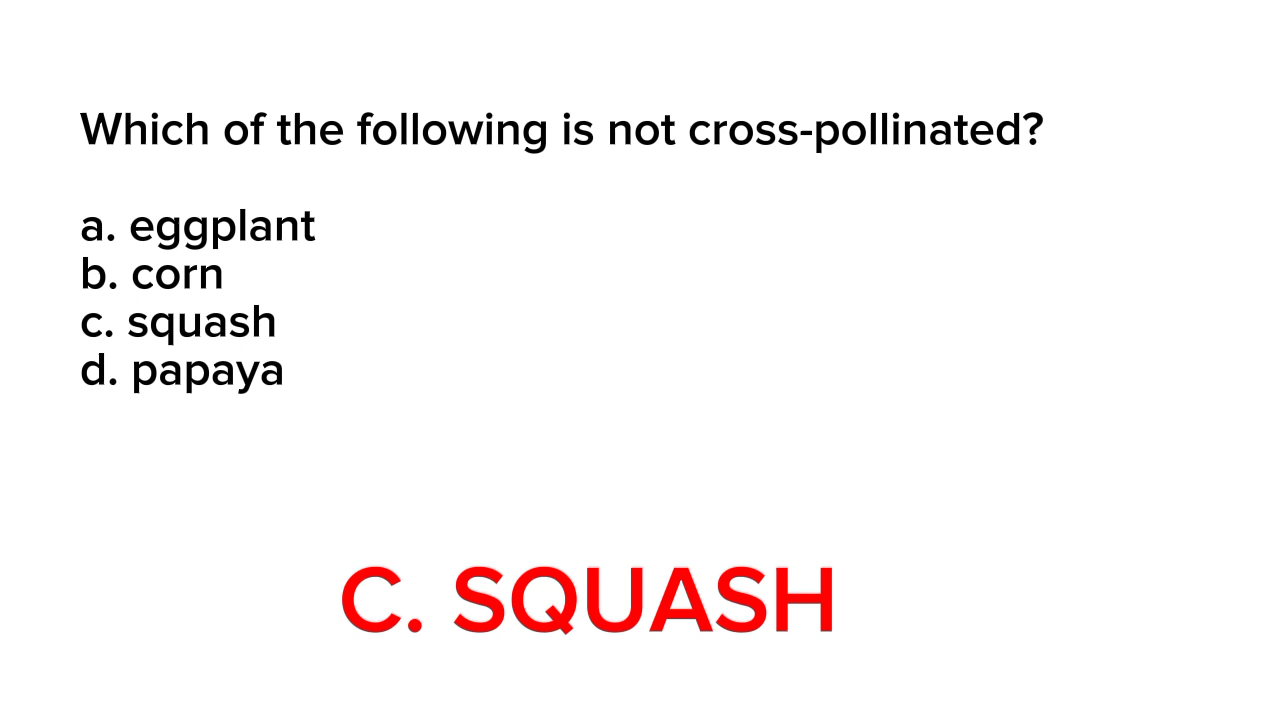 Which of the following is not cross-pollinated?
a. eggplant
b. corn
c. squash
d. papaya
C. SQUASH